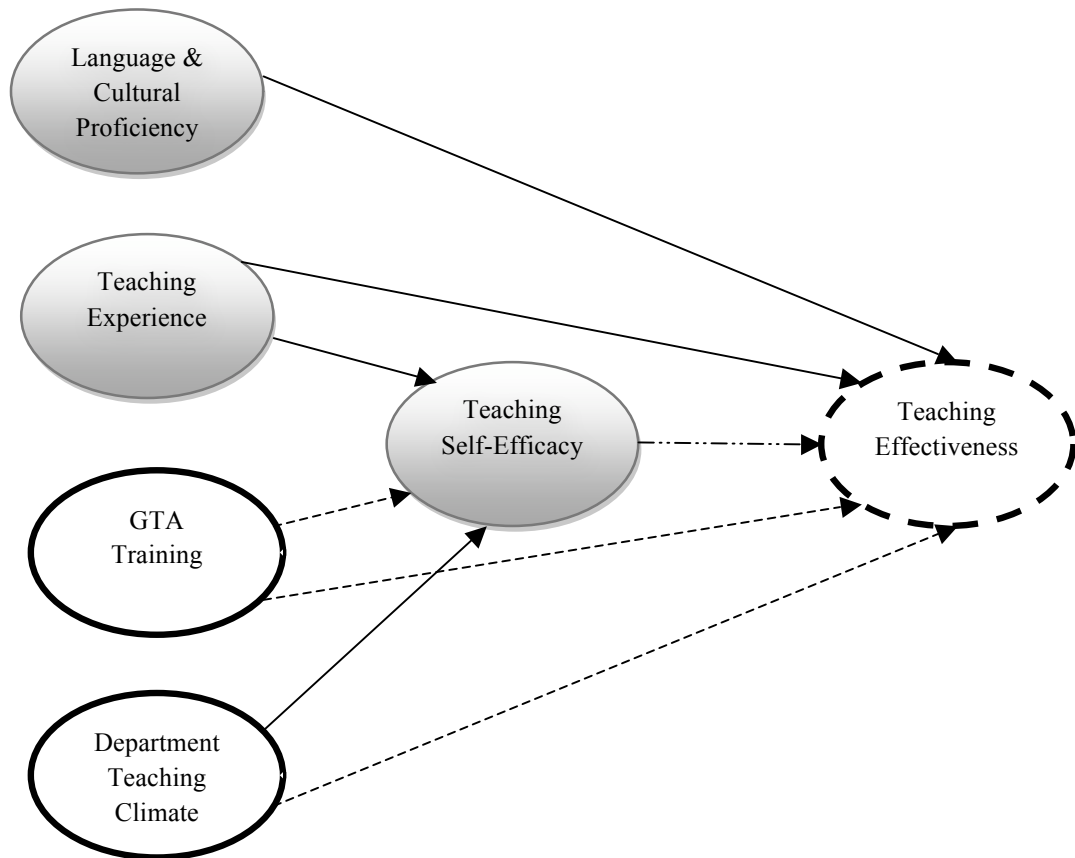 Language &
Cultural
Proficiency
Teaching
Experience
Teaching
Self-Efficacy
Teaching
Effectiveness
GTA
Training
Department
Teaching
Climate